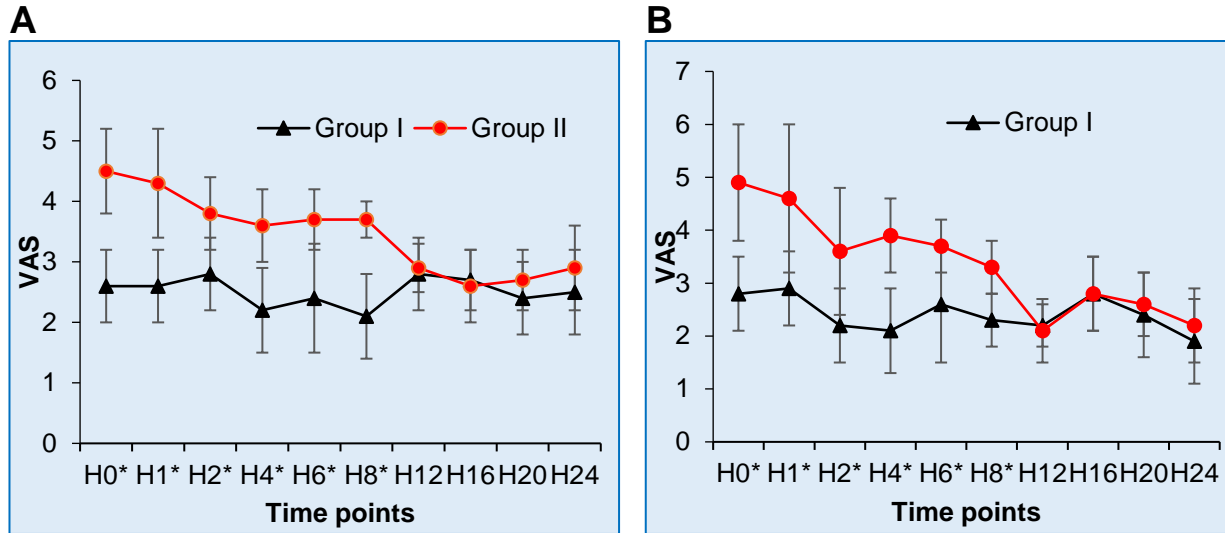 A
6
5
4
3
2
1
0
VAS
Group I
Group II
H0* H1* H2* H4* H6* H8* H12 H16 H20 H24
Time points
B
7
6
5
4
3
2
1
0
VAS
Group I
H0* H1* H2* H4* H6* H8* H12 H16 H20 H24
Time points